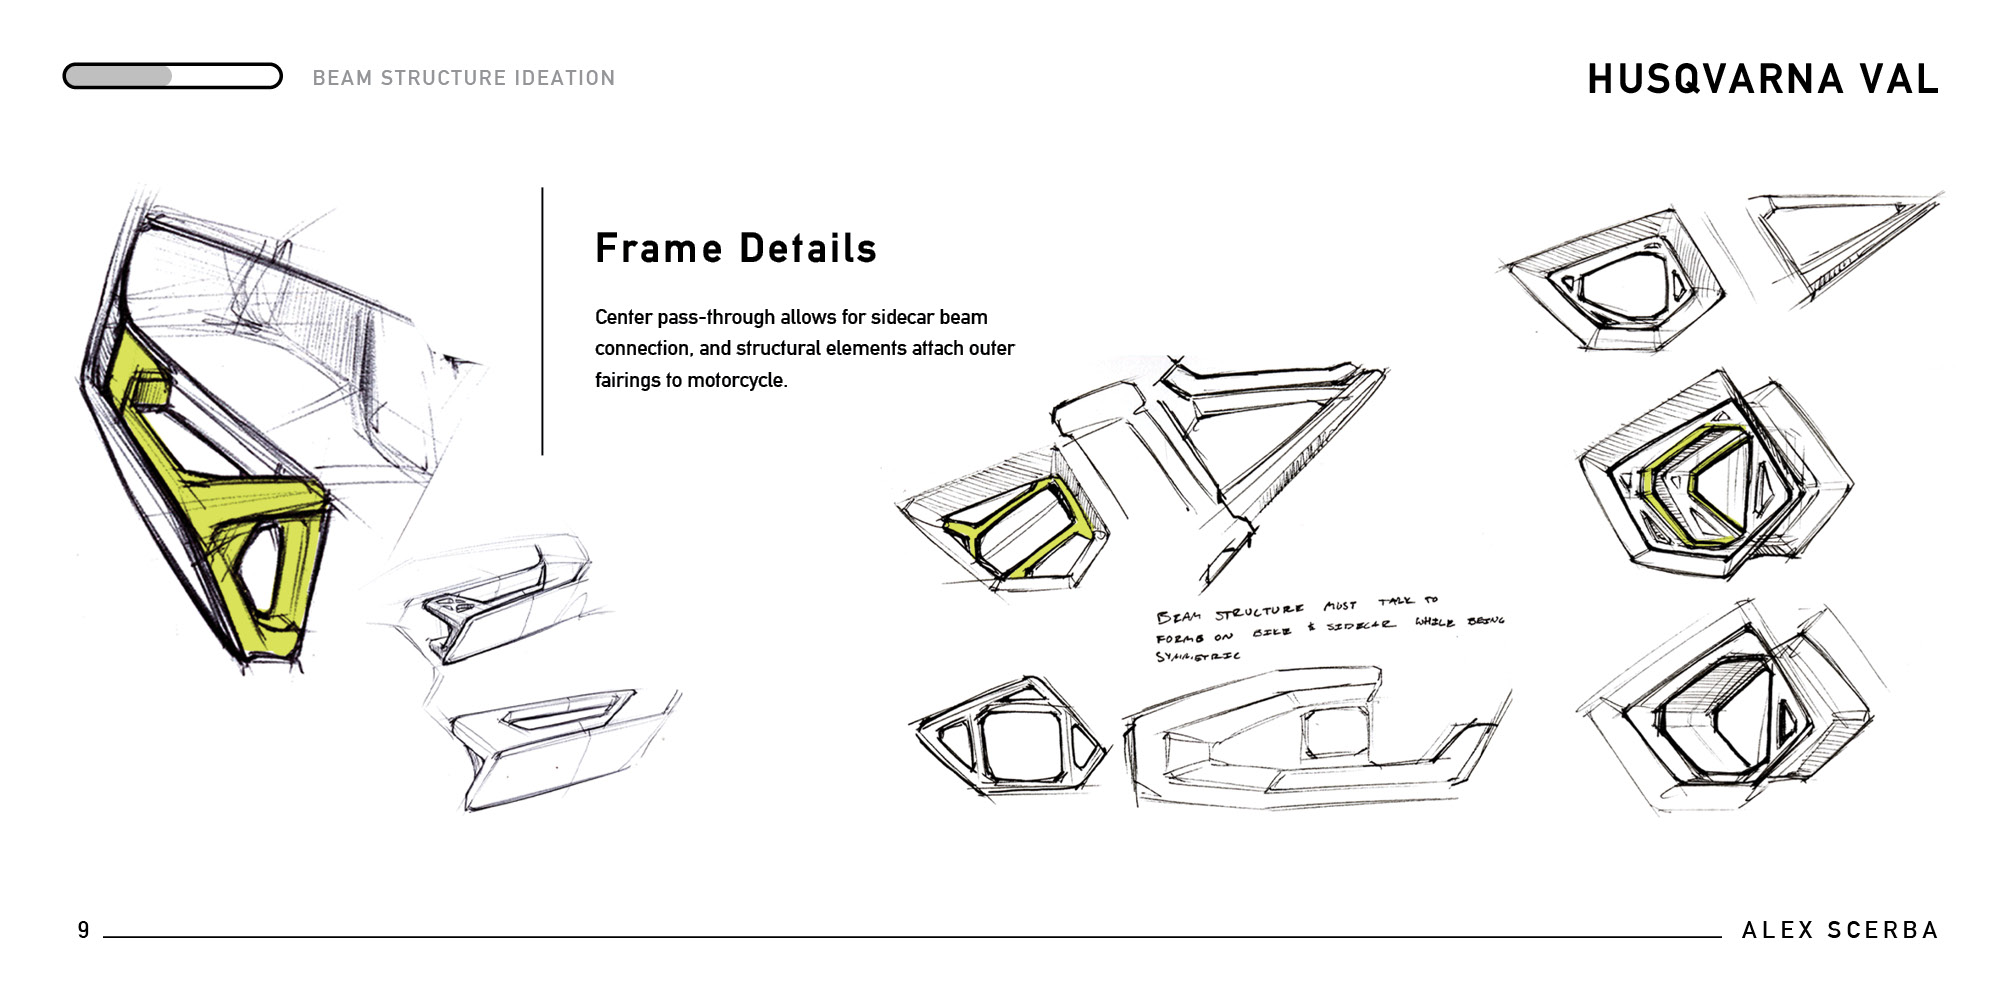 BEAM STRUCTURE IDEATION
HUSQVARNA VAL
Frame Details
Center pass-through allows for sidecar beam
connection, and structural elements attach outer
fairings to motorcycle.
BEAM STRUCTURE MUST TALK TO
FORMS ON BIKE & SIDECAR WHILE BEING
SYMMETRIC
9
ALEX SCERBA